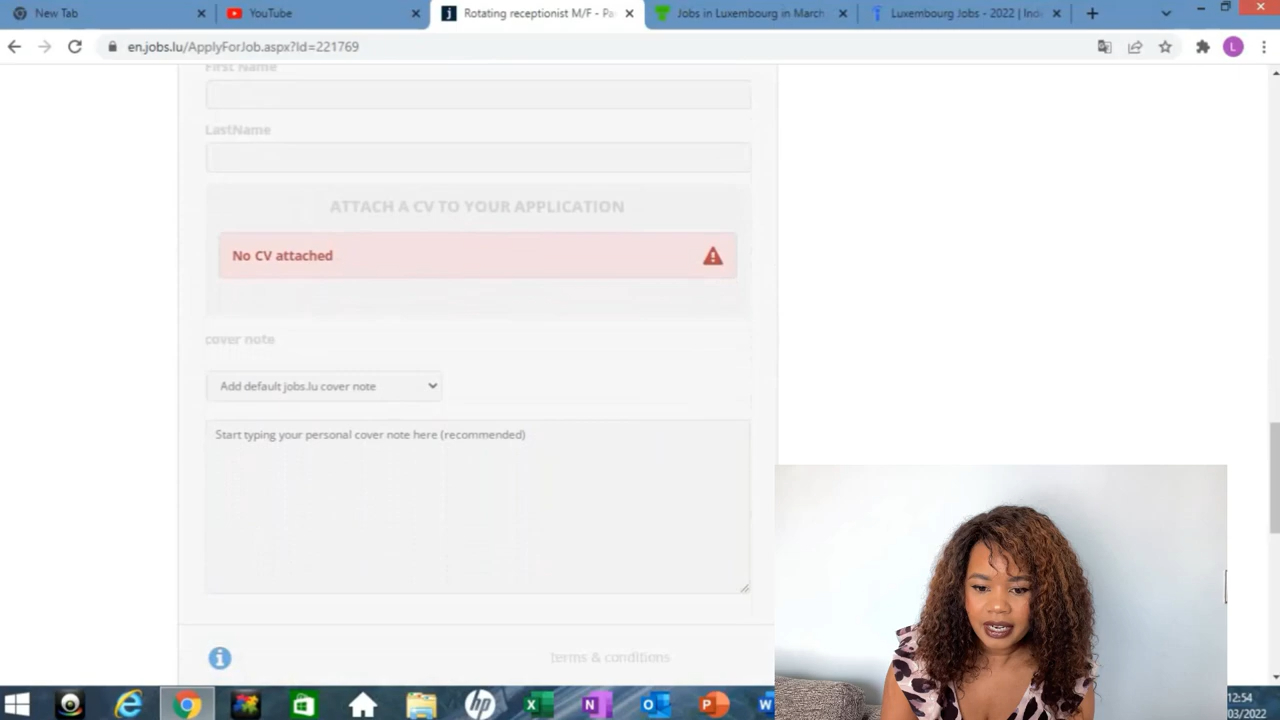 New Tab
YouTube
Rotating receptionist M/F - Pa
Jobs in Luxembourg in March
Luxembourg Jobs - 2022 | Ind
en.jobs.lu/ApplyForJob.aspx?Id=221769
L
First Name
LastName
ATTACH A CV TO YOUR APPLICATION
No CV attached
cover note
Add default jobs.lu cover note
Start typing your personal cover note here (recommended)
terms & conditions
12:54
03/2022